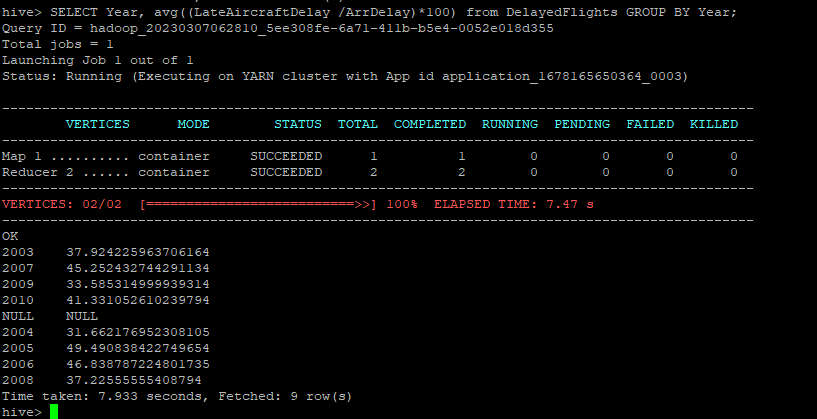 hive> SELECT Year, avg((LateAircraftDelay /ArrDelay)*100) from DelayedFlights GROUP BY Year;
Query ID = hadoop_20230307062810_5ee308fe-6a71-411b-b5e4-0052e018d355
Total jobs = 1
Launching Job 1 out of 1
Status: Running (Executing on YARN cluster with App id application_1678165650364_0003)
----------------------------------------------------------------------------------------------
VERTICES MODE STATUS TOTAL COMPLETED RUNNING PENDING FAILED KILLED
----------------------------------------------------------------------------------------------
Map 1 .......... container SUCCEEDED 1 1 0 0 0 0
Reducer 2 ...... container SUCCEEDED 2 2 0 0 0 0
----------------------------------------------------------------------------------------------
VERTICES: 02/02 [==========================>>] 100% ELAPSED TIME: 7.47 s
----------------------------------------------------------------------------------------------
OK
2003 37.924225963706164
2007 45.252432744291134
2009 33.585314999939314
2010 41.331052610239794
NULL NULL
2004 31.662176952308105
2005 49.490838422749654
2006 46.838787224801735
2008 37.22555555408794
Time taken: 7.933 seconds, Fetched: 9 row(s)
hive>